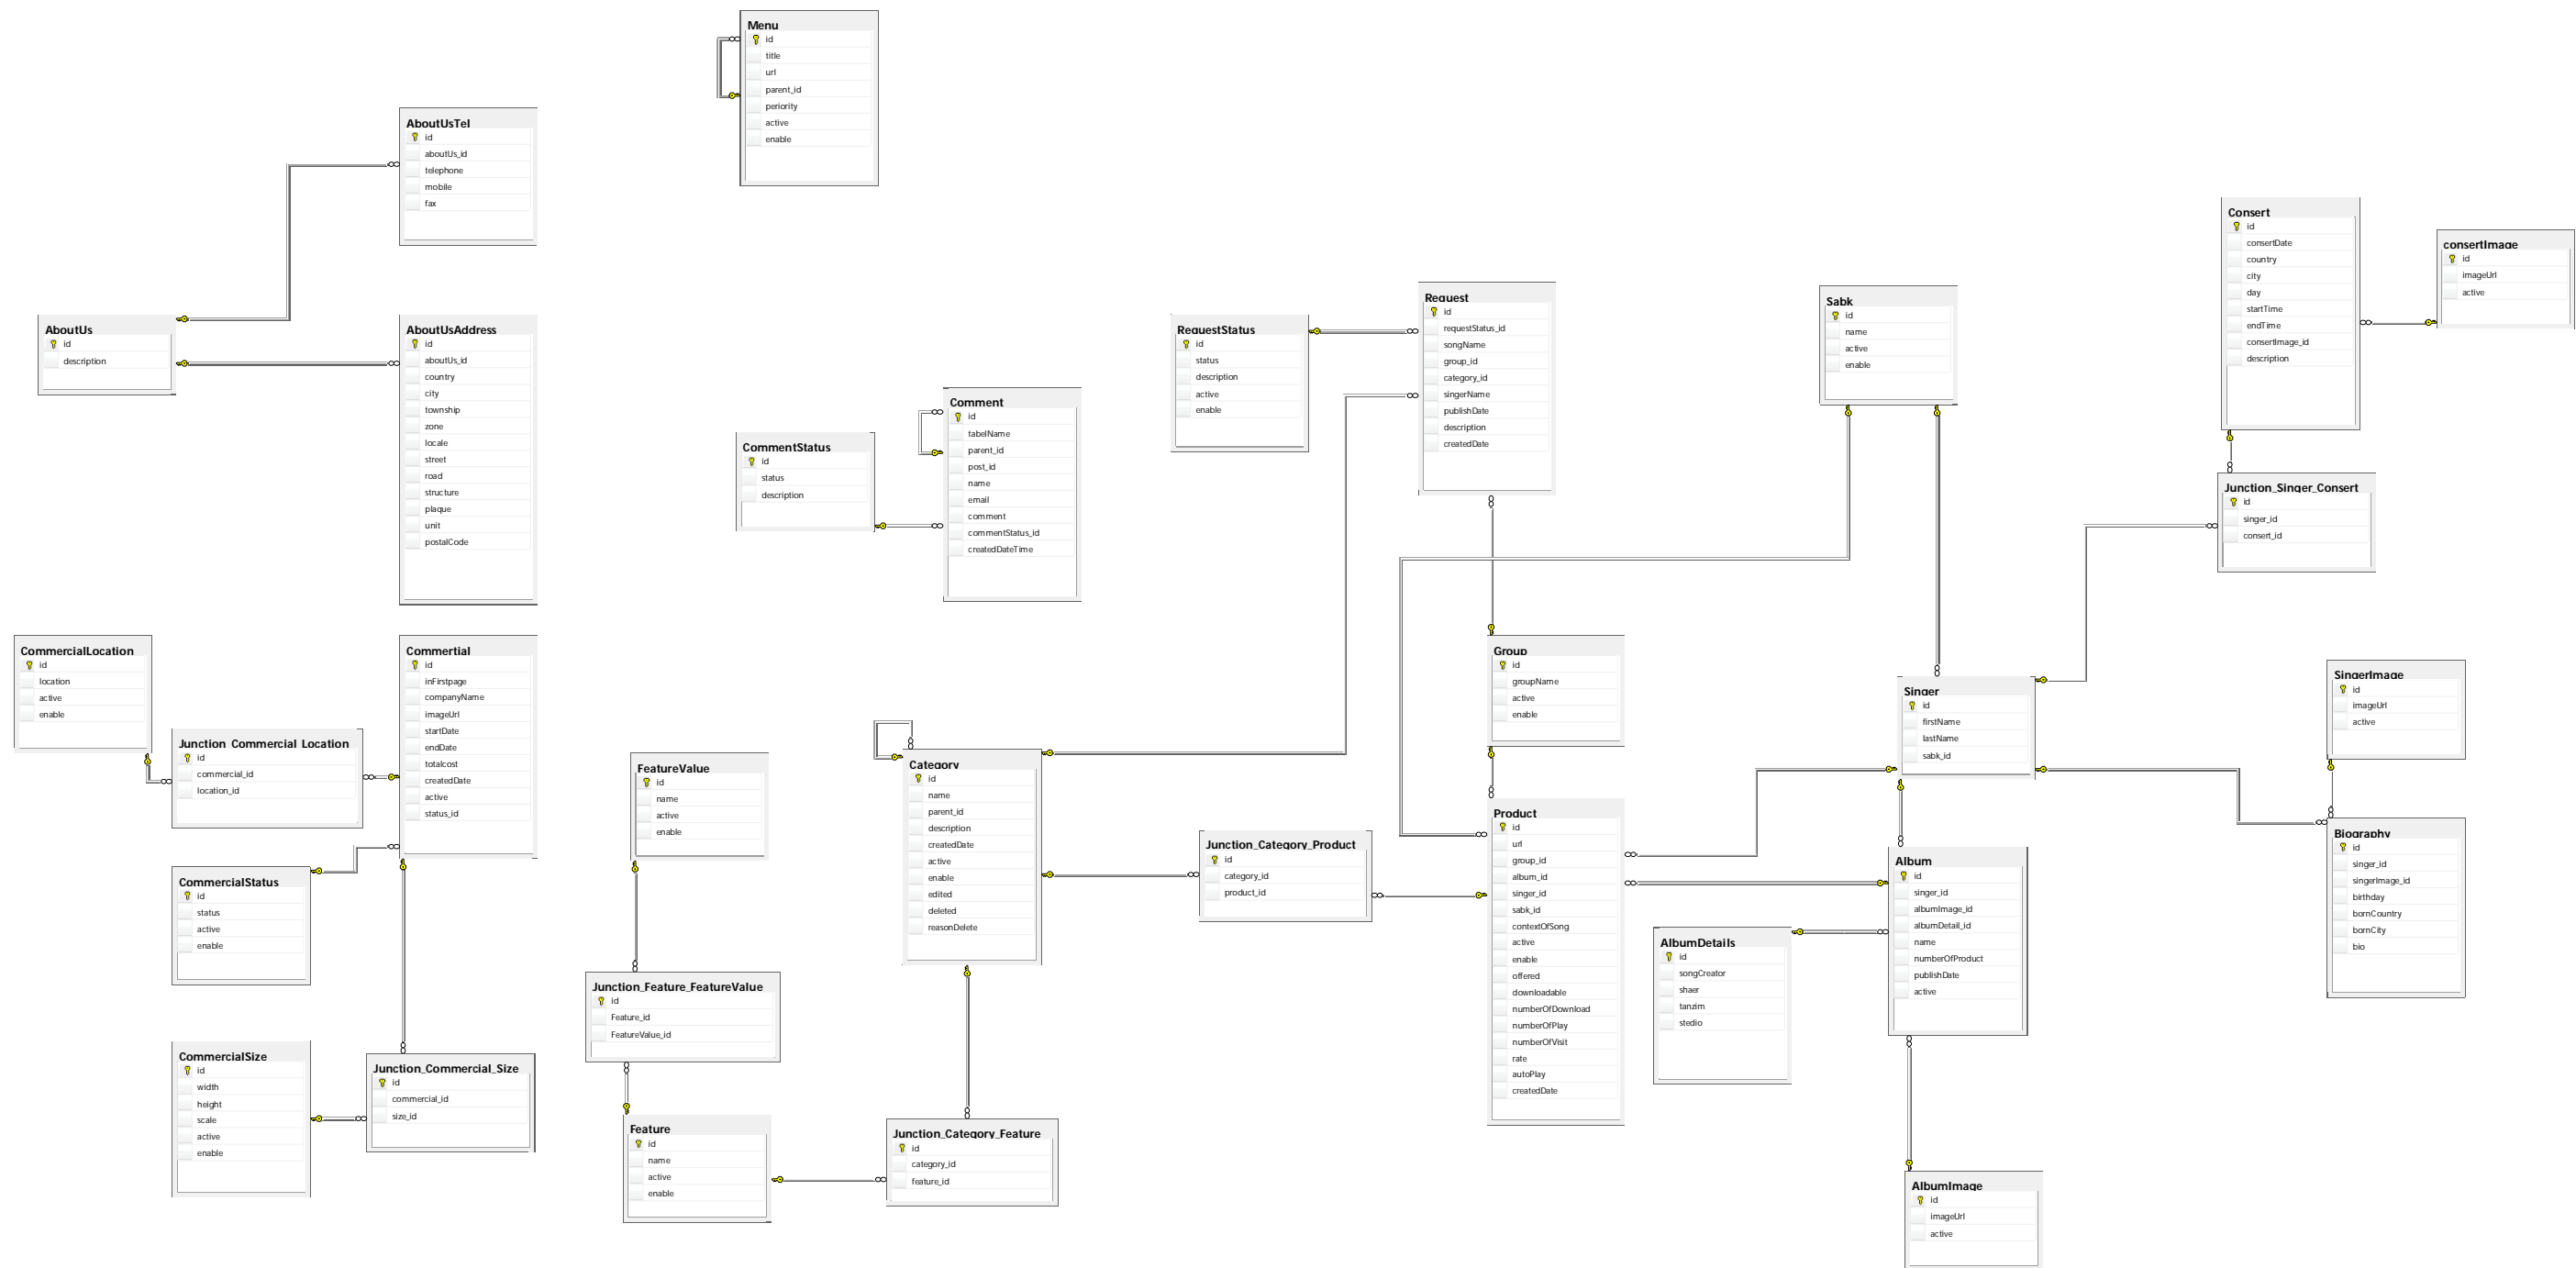 Menu
id
title
url
parent_id
periority
active
enable
AboutUsTel
id
aboutUs_id
telephone
mobile
fax
AboutUs
id
description
AboutUsAddress
id
aboutUs_id
country
city
township
zone
locale
street
road
structure
plaque
unit
postalCode
CommentStatus
id
status
description
Comment
id
tabelName
parent_id
post_id
name
email
comment
commentStatus_id
createdDateTime
RequestStatus
id
status
description
active
enable
Request
id
requestStatus_id
songName
group_id
category_id
singerName
publishDate
description
createdDate
Sabk
id
name
active
enable
Consert
id
consertDate
country
city
day
startTime
endTime
consertImage_id
description
consertImage
id
imageUrl
active
Junction_Singer_Consert
id
singer_id
consert_id
CommercialLocation
id
location
active
enable
Junction_Commercial_Location
id
commercial_id
location_id
Commertial
id
inFirstpage
companyName
imageUrl
startDate
endDate
totalcost
createdDate
active
status_id
CommercialStatus
id
status
active
enable
CommercialSize
id
width
height
scale
active
enable
Junction_Commercial_Size
id
commercial_id
size_id
FeatureValue
id
name
active
enable
Junction_Feature_FeatureValue
id
Feature_id
FeatureValue_id
Feature
id
name
active
enable
Category
id
name
parent_id
description
createdDate
active
enable
edited
deleted
reasonDelete
Junction_Category_Feature
id
category_id
feature_id
Junction_Category_Product
id
category_id
product_id
Group
id
groupName
active
enable
Product
id
url
group_id
album_id
singer_id
sabk_id
contextOfSong
active
enable
offered
downloadable
numberOfDownload
numberOfPlay
numberOfVisit
rate
autoPlay
createdDate
Singer
id
firstName
lastName
sabk_id
SingerImage
id
imageUrl
active
Biography
id
singer_id
singerImage_id
birthday
bornCountry
bornCity
bio
Album
id
singer_id
albumImage_id
albumDetail_id
name
numberOfProduct
publishDate
active
AlbumDetails
id
songCreator
shaer
tanzim
stedio
AlbumImage
id
imageUrl
active